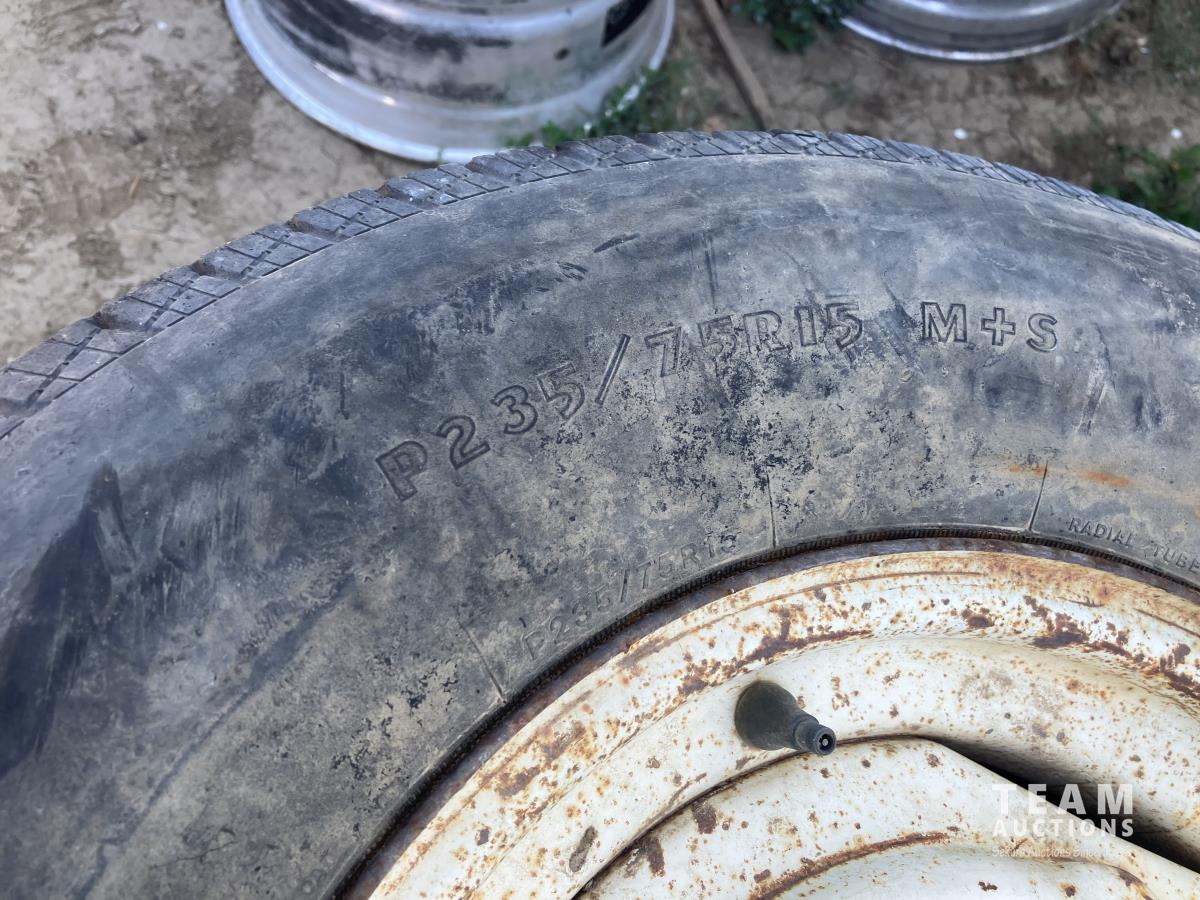 P235/75R15 M+S
P235/75R15
RADIAL TUBE
TEAM
AUCTIONS